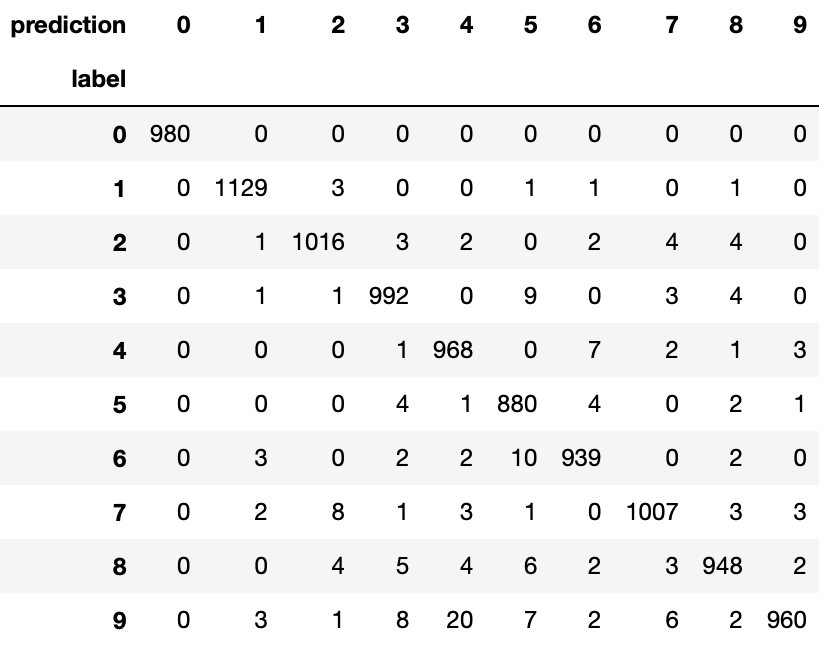 prediction 0 1 2 3 4 5 6 7 8 9
label
0 980 0 0 0 0 0 0 0 0 0
1 0 1129 3 0 0 1 1 0 1 0
2 0 1 1016 3 2 0 2 4 4 0
3 0 1 1 992 0 9 0 3 4 0
4 0 0 0 1 968 0 7 2 1 3
5 0 0 0 4 1 880 4 0 2 1
6 0 3 0 2 2 10 939 0 2 0
7 0 2 8 1 3 1 0 1007 3 3
8 0 0 4 5 4 6 2 3 948 2
9 0 3 1 8 20 7 2 6 2 960